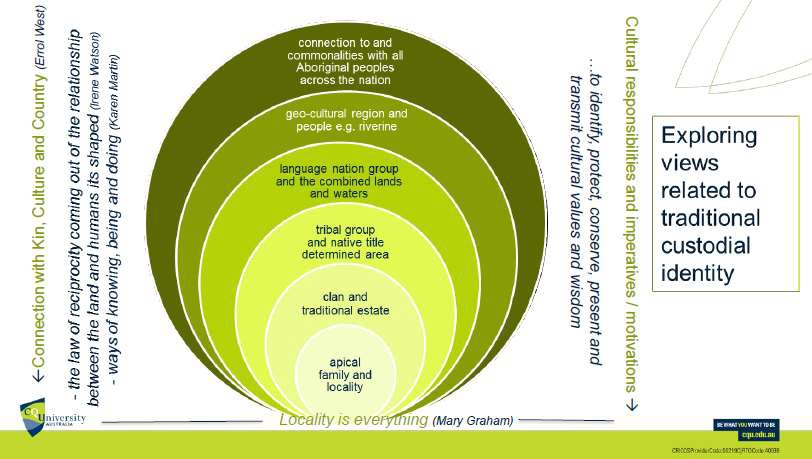 ←Connection with Kin, Culture and Country (Errol West)
- the law of reciprocity coming out of the relationship
between the land and humans its shaped (Irene Watson)
- ways of knowing, being and doing (Karen Martin)
connection to and
commonalities with all
Aboriginal peoples
across the nation
geo-cultural region and
people e.g. riverine
language nation group
and the combined lands
and waters
tribal group
and native title
determined area
clan and
traditional estate
apical
family and
locality
Locality is everything (Mary Graham)
…to identify, protect, conserve, present and
transmit cultural values and wisdom
Cultural responsibilities and imperatives / motivations →
Exploring
views
related to
traditional
custodial
identity
CQUniversity
AUSTRALIA
BE WHAT YOU WANT TO BE
cqu.edu.au